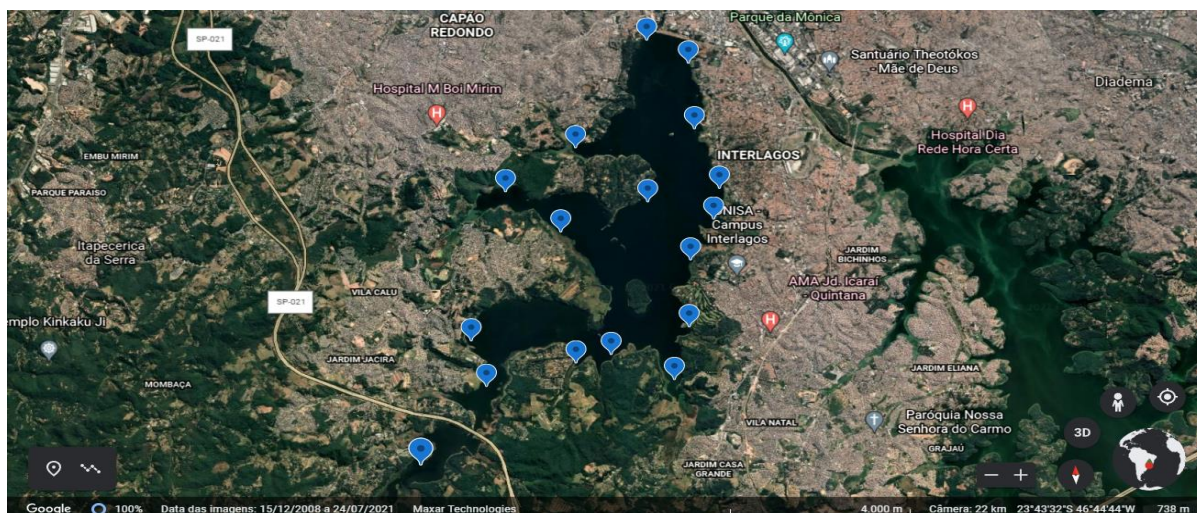 CAPÃO
REDONDO
Parque da Mônica
SP-021
Santuário Theotókos
- Mãe de Deus
Diadema
Hospital M Boi Mirim
Hospital Dia
Rede Hora Certa
EMBU MIRIM
INTERLAGOS
PARQUE PARAISO
NISA -
Campus
Interlagos
Itapecerica
da Serra
JARDIM
BICHINHOS
AMA Jd. Icaraí
- Quintana
VILA CALU
SP-021
emplo Kinkaku Ji
JARDIM JACIRA
JARDIM ELIANA
MOMBAÇA
Paróquia Nossa
Senhora do Carmo
VILA NATAL
3D
GRAJAÚ
JARDIM CASA
GRANDE
Google 100% Data das imagens: 15/12/2008 a 24/07/2021 Maxar Technologies 4.000 m Câmera: 22 km 23°43'32"S 46°44'44"W 738 m